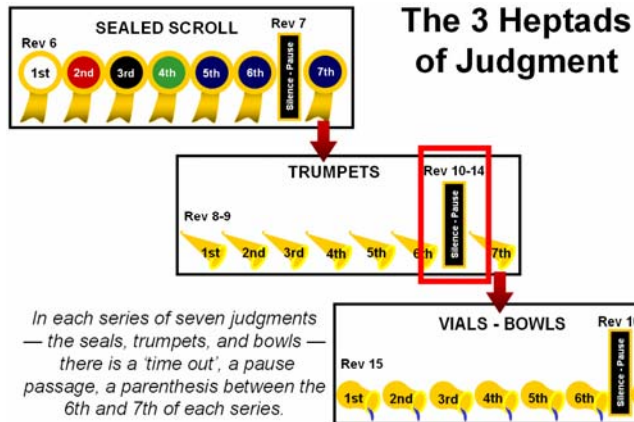 The 3 Heptads
of Judgment
SEALED SCROLL
Rev 6
Rev 7
1st 2nd 3rd 4th 5th 6th Silence - Pause 7th
TRUMPETS
Rev 10-14
Rev 8-9
1st 2nd 3rd 4th 5th 6th Silence - Pause 7th
In each series of seven judgments
— the seals, trumpets, and bowls —
there is a ‘time out’, a pause
passage, a parenthesis between the
6th and 7th of each series.
VIALS - BOWLS
Rev 15
1st 2nd 3rd 4th 5th 6th Silence - Pause